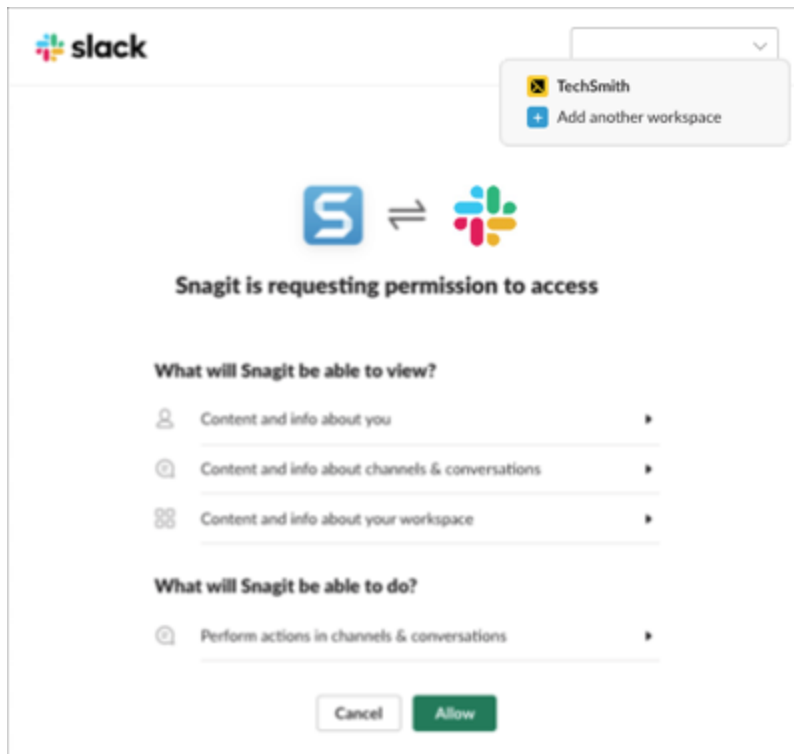 slack
TechSmith
Add another workspace
Snagit is requesting permission to access
What will Snagit be able to view?
Content and info about you
Content and info about channels & conversations
Content and info about your workspace
What will Snagit be able to do?
Perform actions in channels & conversations
Cancel
Allow